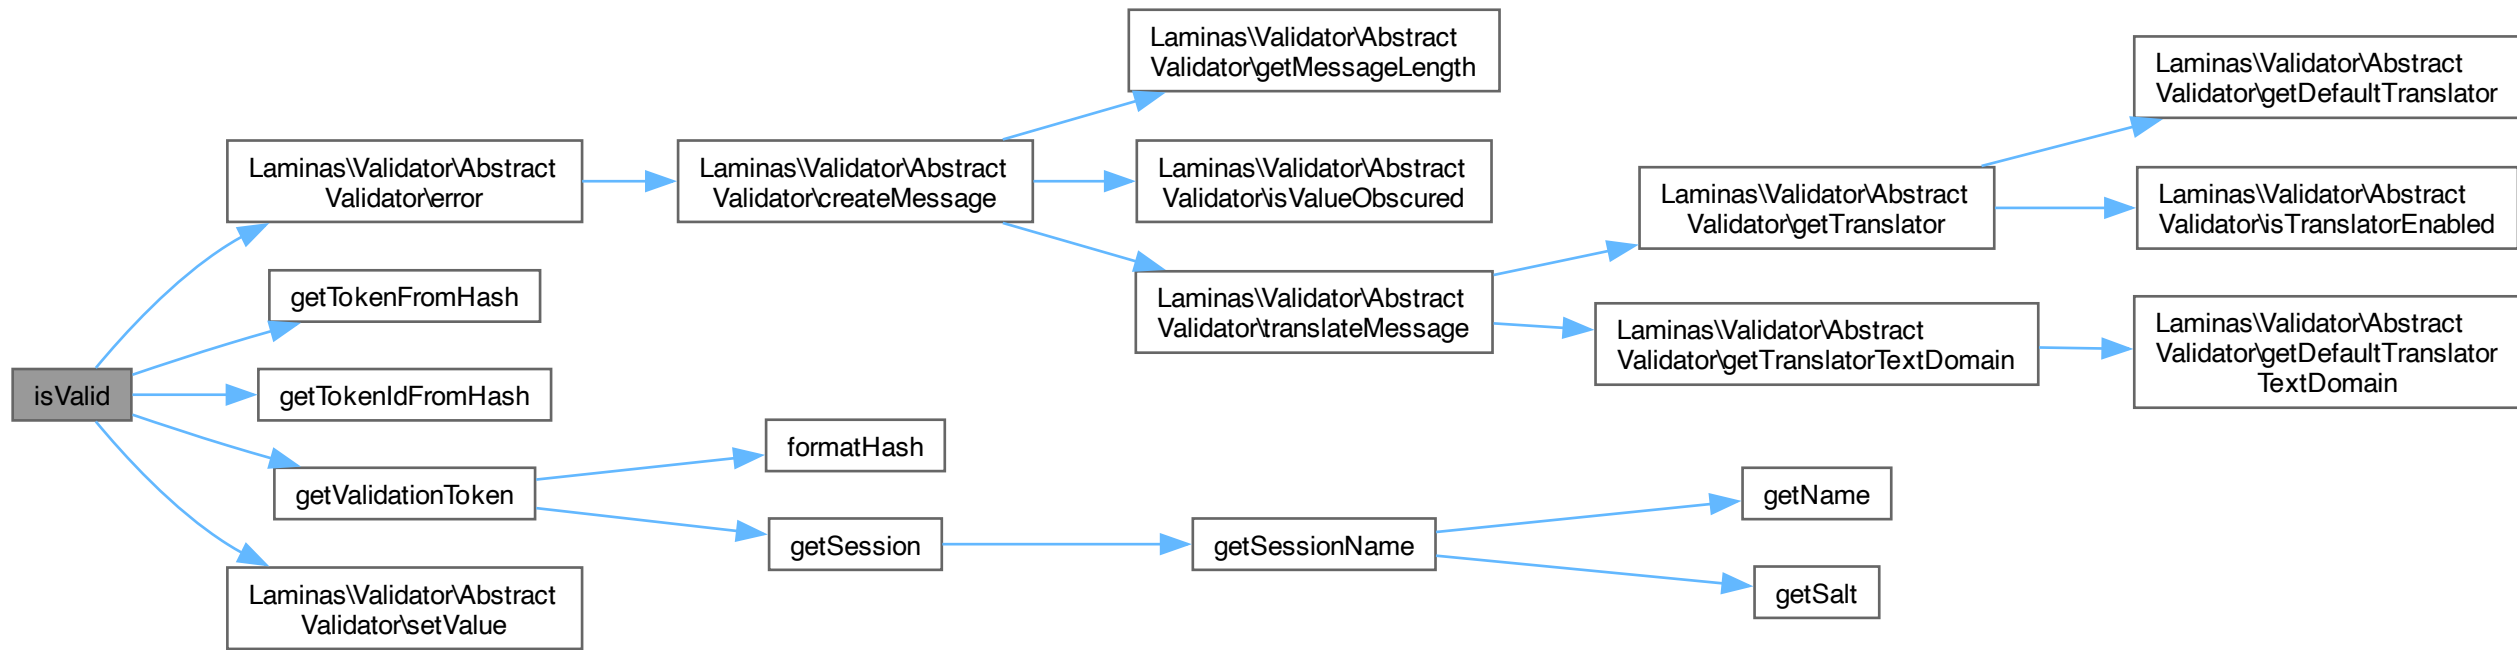 isValid
Laminas\Validator\Abstract
Validator\error
getTokenFromHash
getTokenIdFromHash
getValidationToken
Laminas\Validator\Abstract
Validator\setValue
Laminas\Validator\Abstract
Validator\createMessage
formatHash
getSession
Laminas\Validator\Abstract
Validator\getMessageLength
Laminas\Validator\Abstract
Validator\isValueObscured
Laminas\Validator\Abstract
Validator\translateMessage
getSessionName
Laminas\Validator\Abstract
Validator\getTranslator
Laminas\Validator\Abstract
Validator\getTranslatorTextDomain
getName
getSalt
Laminas\Validator\Abstract
Validator\getDefaultTranslator
Laminas\Validator\Abstract
Validator\isTranslatorEnabled
Laminas\Validator\Abstract
Validator\getDefaultTranslator
TextDomain